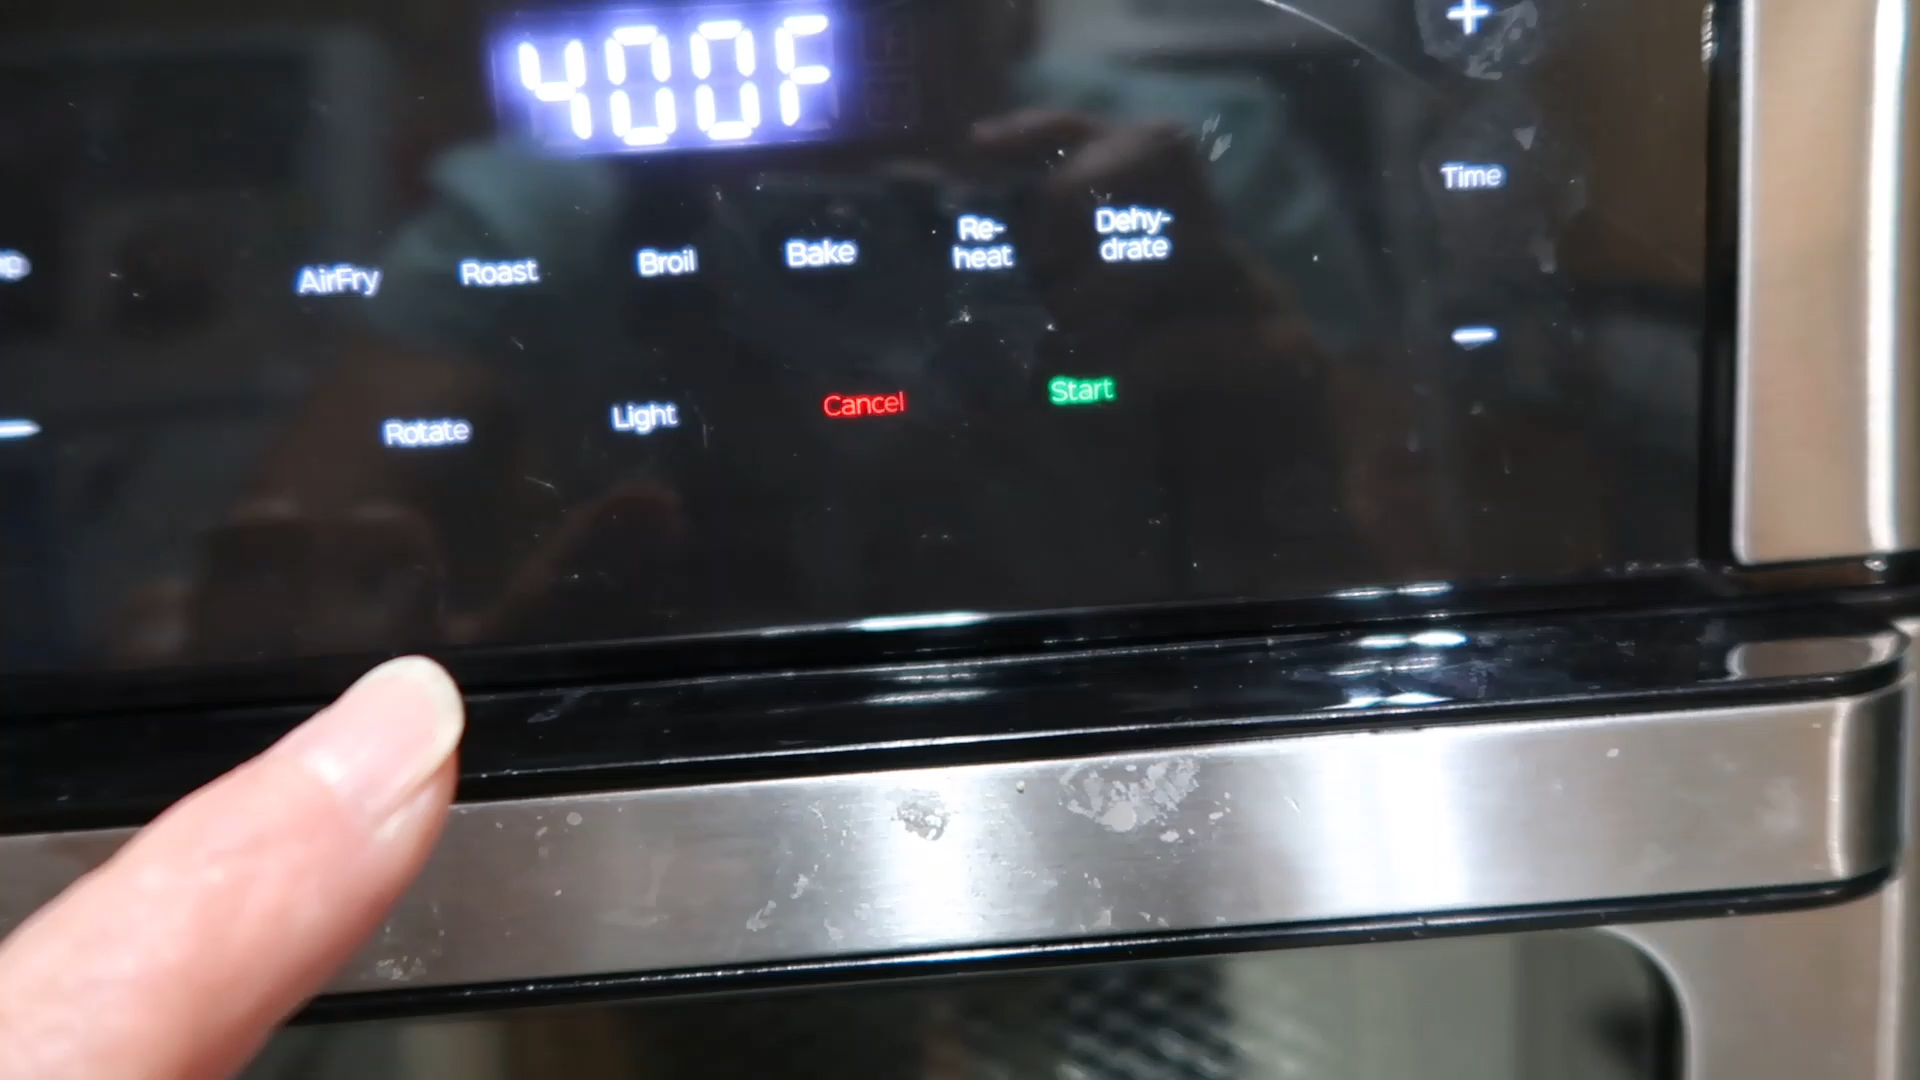 400F
+
Time
AirFry Roast Broil Bake Re-heat Dehy-drate
−
Rotate Light Cancel Start
−